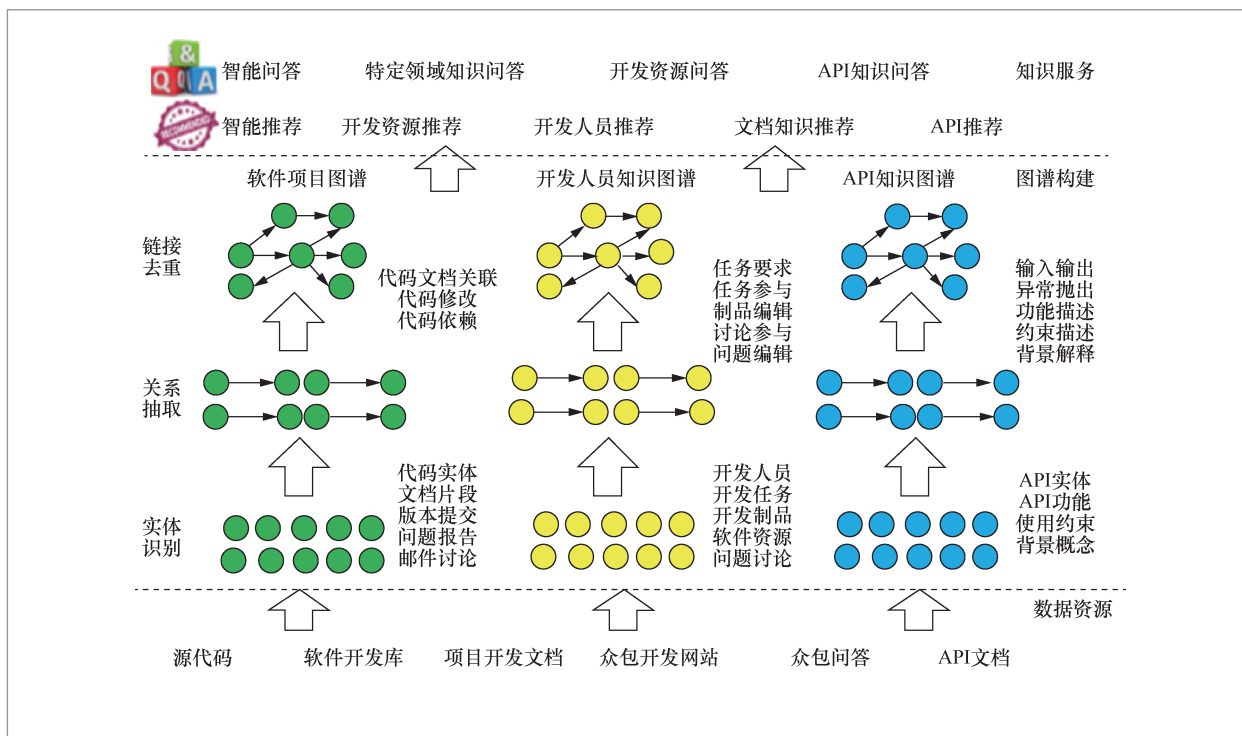 &
Q
A
智能问答 特定领域知识问答 开发资源问答 API知识问答 知识服务
RECOMMENDED
智能推荐 开发资源推荐 开发人员推荐 文档知识推荐 API推荐
软件项目图谱 开发人员知识图谱 API知识图谱 图谱构建
链接
去重
代码文档关联
代码修改
代码依赖
任务要求
任务参与
制品编辑
讨论参与
问题编辑
输入输出
异常抛出
功能描述
约束描述
背景解释
关系
抽取
实体
识别
代码实体
文档片段
版本提交
问题报告
邮件讨论
开发人员
开发任务
开发制品
软件资源
问题讨论
API实体
API功能
使用约束
背景概念
数据资源
源代码 软件开发库 项目开发文档 众包开发网站 众包问答 API文档